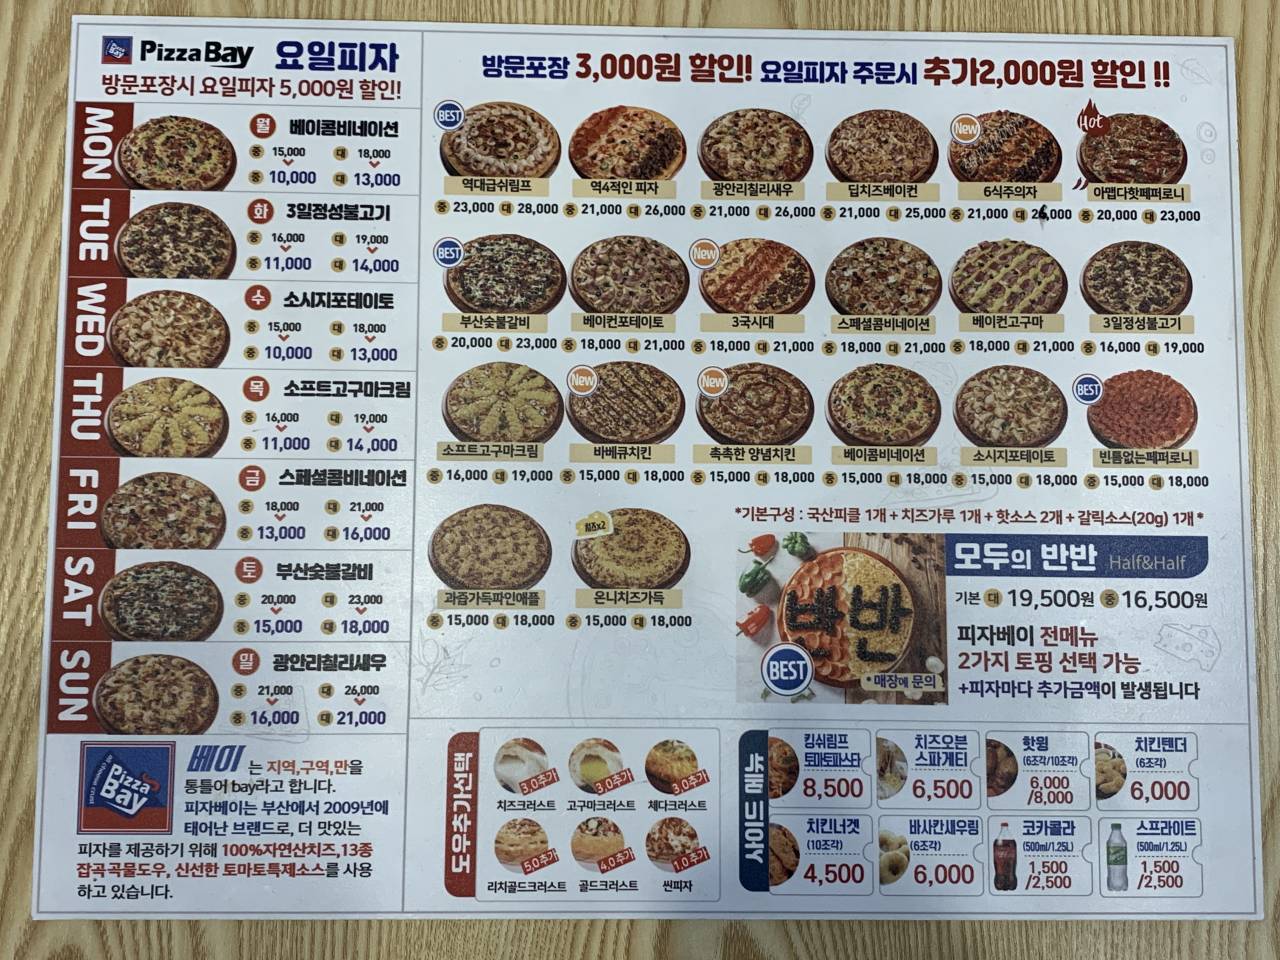 Pizza Bay 요일피자
방문포장시 요일피자 5,000원 할인!
MON
월 베이콤비네이션
중 15,000 대 18,000
중 10,000 대 13,000
TUE
화 3일정성불고기
중 16,000 대 19,000
중 11,000 대 14,000
WED
수 소시지포테이토
중 15,000 대 18,000
중 10,000 대 13,000
THU
목 소프트고구마크림
중 16,000 대 19,000
중 11,000 대 14,000
FRI
금 스페셜콤비네이션
중 18,000 대 21,000
중 13,000 대 16,000
SAT
토 부산숯불갈비
중 20,000 대 23,000
중 15,000 대 18,000
SUN
일 광안리칠리새우
중 21,000 대 26,000
중 16,000 대 21,000
Pizza Bay
베이 는 지역,구역,만을
통틀어 bay라고 합니다.
피자베이는 부산에서 2009년에
태어난 브랜드로, 더 맛있는
피자를 제공하기 위해 100%자연산치즈,13종
잡곡곡물도우, 신선한 토마토특제소스를 사용
하고 있습니다.
방문포장 3,000원 할인! 요일피자 주문시 추가2,000원 할인 !!
BEST New Hot
역대급쉬림프 역4적인 피자 광안리칠리새우 딥치즈베이컨 6식주의자 아맵다핫페퍼로니
중 23,000 대 28,000 중 21,000 대 26,000 중 21,000 대 26,000 중 21,000 대 25,000 중 21,000 대 26,000 중 20,000 대 23,000
BEST New
부산숯불갈비 베이컨포테이토 3국시대 스페셜콤비네이션 베이컨고구마 3일정성불고기
중 20,000 대 23,000 중 18,000 대 21,000 중 18,000 대 21,000 중 18,000 대 21,000 중 18,000 대 21,000 중 16,000 대 19,000
New New BEST
소프트고구마크림 바베큐치킨 촉촉한 양념치킨 베이콤비네이션 소시지포테이토 빈틈없는페퍼로니
중 16,000 대 19,000 중 15,000 대 18,000 중 15,000 대 18,000 중 15,000 대 18,000 중 15,000 대 18,000 중 15,000 대 18,000
치즈x2
과즙가득파인애플 온니치즈가득
중 15,000 대 18,000 중 15,000 대 18,000
*기본구성 : 국산피클 1개 + 치즈가루 1개 + 핫소스 2개 + 갈릭소스(20g) 1개 *
반반
BEST
* 매장에 문의
모두의 반반 Half&Half
기본 대 19,500원 중 16,500원
피자베이 전메뉴
2가지 토핑 선택 가능
+피자마다 추가금액이 발생됩니다
도우추가선택
3.0추가 3.0추가 3.0추가
치즈크러스트 고구마크러스트 체다크러스트
5.0추가 4.0추가 1.0추가
리치골드크러스트 골드크러스트 씬피자
사이드 메뉴
킹쉬림프
토마토파스타
8,500
치즈오븐
스파게티
6,500
핫윙
(6조각/10조각)
6,000
/8,000
치킨텐더
(6조각)
6,000
치킨너겟
(10조각)
4,500
바사칸새우링
(6조각)
6,000
코카콜라
(500ml/1.25L)
1,500
/2,500
스프라이트
(500ml/1.25L)
1,500
/2,500